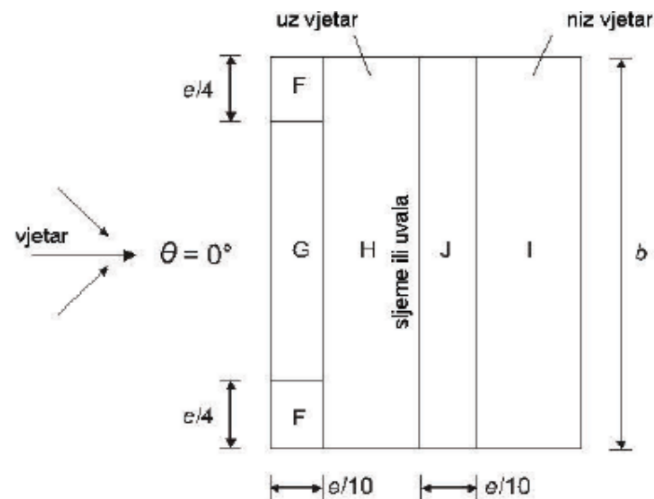 uz vjetar
niz vjetar
e/4
F
vjetar
θ = 0°
G
H
sljeme ili uvala
J
I
b
e/4
F
e/10
e/10